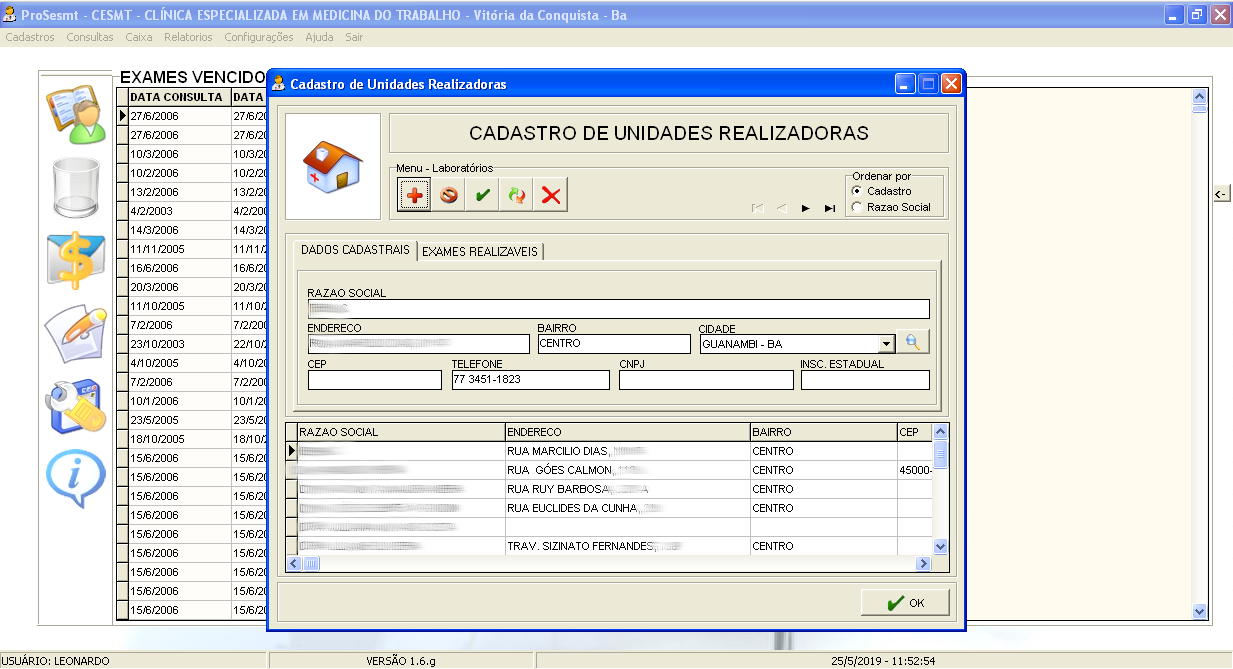 ProSesmt - CESMT - CLÍNICA ESPECIALIZADA EM MEDICINA DO TRABALHO - Vitória da Conquista - Ba
Cadastros Consultas Caixa Relatorios Configurações Ajuda Sair
EXAMES VENCIDO
DATA CONSULTA DATA
27/6/2006 27/6/20
27/6/2006 27/6/20
10/3/2006 10/3/20
10/2/2006 10/2/20
13/2/2006 13/2/20
4/2/2003 4/2/200
14/3/2006 14/3/20
11/11/2005 11/11/2
16/6/2006 16/6/20
20/3/2006 20/3/20
11/10/2005 11/10/2
7/2/2006 7/2/200
23/10/2003 22/10/2
4/10/2005 4/10/20
7/2/2006 7/2/200
10/1/2006 10/1/20
23/5/2005 23/5/20
18/10/2005 18/10/2
15/6/2006 15/6/20
15/6/2006 15/6/20
15/6/2006 15/6/20
15/6/2006 15/6/20
15/6/2006 15/6/20
15/6/2006 15/6/20
15/6/2006 15/6/20
15/6/2006 15/6/20
15/6/2006 15/6/20
<-
Cadastro de Unidades Realizadoras
CADASTRO DE UNIDADES REALIZADORAS
Menu - Laboratórios
Ordenar por
Cadastro
Razao Social
DADOS CADASTRAIS EXAMES REALIZAVEIS
RAZAO SOCIAL
ENDERECO BAIRRO CIDADE
CENTRO GUANAMBI - BA
CEP TELEFONE CNPJ INSC. ESTADUAL
77 3451-1823
RAZAO SOCIAL ENDERECO BAIRRO CEP
RUA MARCILIO DIAS, CENTRO
RUA GÓES CALMON, CENTRO 45000-
RUA RUY BARBOSA CENTRO
RUA EUCLIDES DA CUNHA, CENTRO
TRAV. SIZINATO FERNANDES, CENTRO
OK
USUÁRIO: LEONARDO VERSÃO 1.6.g 25/5/2019 - 11:52:54